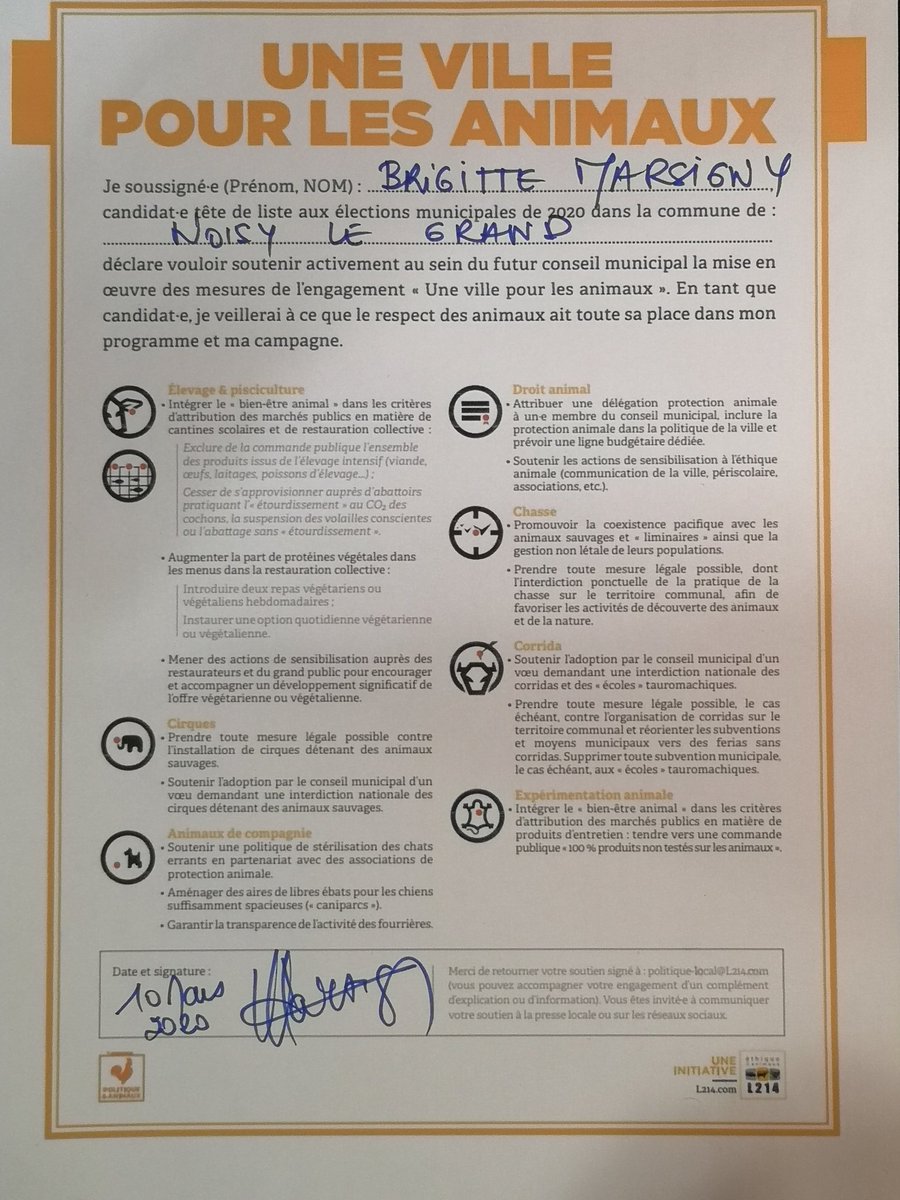 UNE VILLE
POUR LES ANIMAUX
Je soussigné·e (Prénom, NOM) : BRIGITTE MARSIGNY,
candidat·e tête de liste aux élections municipales de 2020 dans la commune de :
NOISY LE GRAND
déclare vouloir soutenir activement au sein du futur conseil municipal la mise en
œuvre des mesures de l'engagement « Une ville pour les animaux ». En tant que
candidat·e, je veillerai à ce que le respect des animaux ait toute sa place dans mon
programme et ma campagne.
Élevage & pisciculture
• Intégrer le « bien-être animal » dans les critères
d'attribution des marchés publics en matière de
cantines scolaires et de restauration collective :
Exclure de la commande publique l'ensemble
des produits issus de l'élevage intensif (viande,
œufs, laitages, poissons d'élevage...) ;
Cesser de s'approvisionner auprès d'abattoirs
pratiquant l'« étourdissement » au CO₂ des
cochons, la suspension des volailles conscientes
ou l'abattage sans « étourdissement ».
• Augmenter la part de protéines végétales dans
les menus dans la restauration collective :
Introduire deux repas végétariens ou
végétaliens hebdomadaires ;
Instaurer une option quotidienne végétarienne
ou végétalienne.
• Mener des actions de sensibilisation auprès des
restaurateurs et du grand public pour encourager
et accompagner un développement significatif de
l'offre végétarienne ou végétalienne.
Cirques
• Prendre toute mesure légale possible contre
l'installation de cirques détenant des animaux
sauvages.
• Soutenir l'adoption par le conseil municipal d'un
vœu demandant une interdiction nationale des
cirques détenant des animaux sauvages.
Animaux de compagnie
• Soutenir une politique de stérilisation des chats
errants en partenariat avec des associations de
protection animale.
• Aménager des aires de libres ébats pour les chiens
suffisamment spacieuses (« caniparcs »).
• Garantir la transparence de l'activité des fourrières.
Droit animal
• Attribuer une délégation protection animale
à un·e membre du conseil municipal, inclure la
protection animale dans la politique de la ville et
prévoir une ligne budgétaire dédiée.
• Soutenir les actions de sensibilisation à l'éthique
animale (communication de la ville, périscolaire,
associations, etc.).
Chasse
• Promouvoir la coexistence pacifique avec les
animaux sauvages et « liminaires » ainsi que la
gestion non létale de leurs populations.
• Prendre toute mesure légale possible, dont
l'interdiction ponctuelle de la pratique de la
chasse sur le territoire communal, afin de
favoriser les activités de découverte des animaux
et de la nature.
Corrida
• Soutenir l'adoption par le conseil municipal d'un
vœu demandant une interdiction nationale des
corridas et des « écoles » tauromachiques.
• Prendre toute mesure légale possible, le cas
échéant, contre l'organisation de corridas sur le
territoire communal et réorienter les subventions
et moyens municipaux vers des ferias sans
corridas. Supprimer toute subvention municipale,
le cas échéant, aux « écoles » tauromachiques.
Expérimentation animale
• Intégrer le « bien-être animal » dans les critères
d'attribution des marchés publics en matière de
produits d'entretien : tendre vers une commande
publique « 100 % produits non testés sur les animaux ».
Date et signature :
10 Mars
2020
Merci de retourner votre soutien signé à : politique-local@L214.com
(vous pouvez accompagner votre engagement d'un complément
d'explication ou d'information). Vous êtes invité·e à communiquer
votre soutien à la presse locale ou sur les réseaux sociaux.
POLITIQUE
& ANIMAUX
UNE
INITIATIVE
L214.com
éthique
& animaux
L214